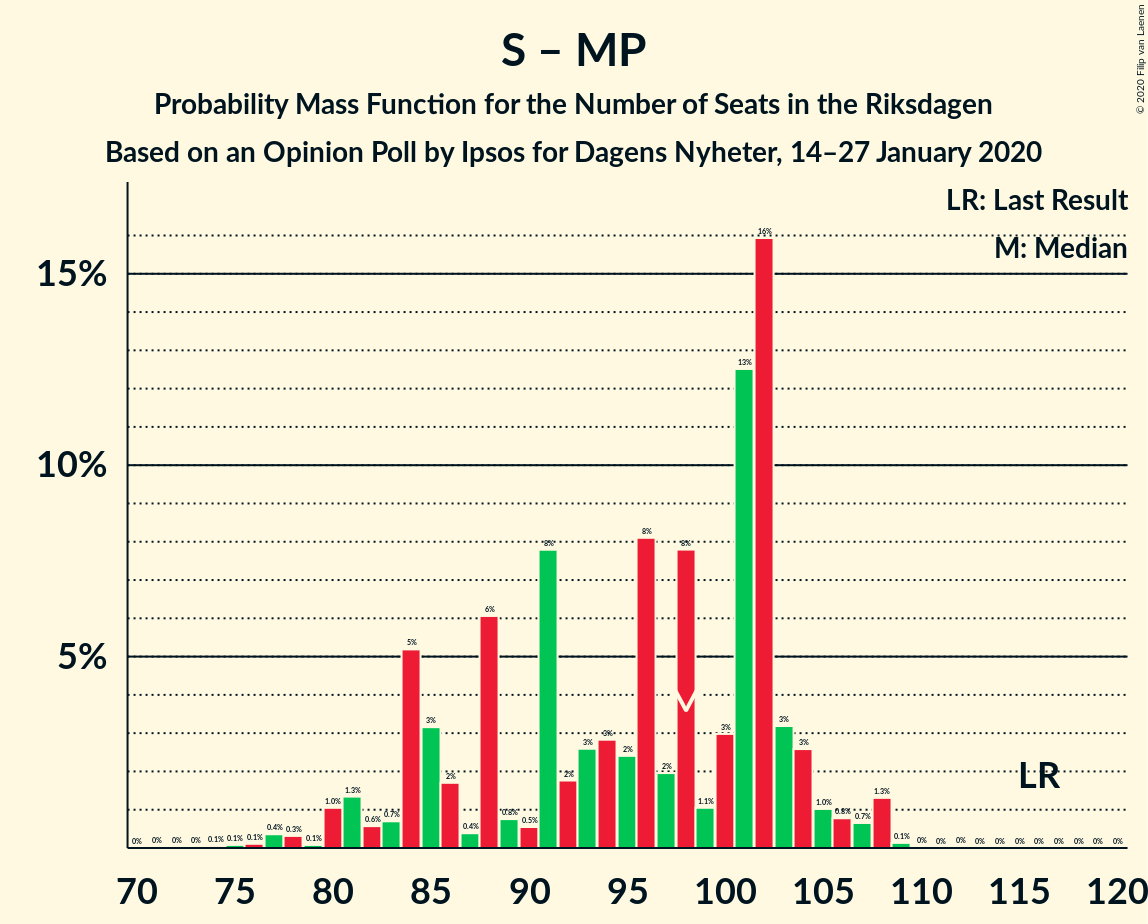 S – MP
Probability Mass Function for the Number of Seats in the Riksdagen
Based on an Opinion Poll by Ipsos for Dagens Nyheter, 14–27 January 2020
© 2020 Filip van Laenen
LR: Last Result
M: Median
15%
10%
5%
0% 0% 0% 0% 0.1% 0.1% 0.1% 0.4% 0.3% 0.1% 1.0% 1.3% 0.6% 0.7% 5% 3% 2% 0.4% 6% 0.8% 0.5% 8% 2% 3% 3% 2% 8% 2% 8% 1.1% 3% 13% 16% 3% 3% 1.0% 0.8% 0.7% 1.3% 0.1% 0% 0% 0% 0% 0% 0% 0% 0% 0% 0% 0%
LR
70 75 80 85 90 95 100 105 110 115 120